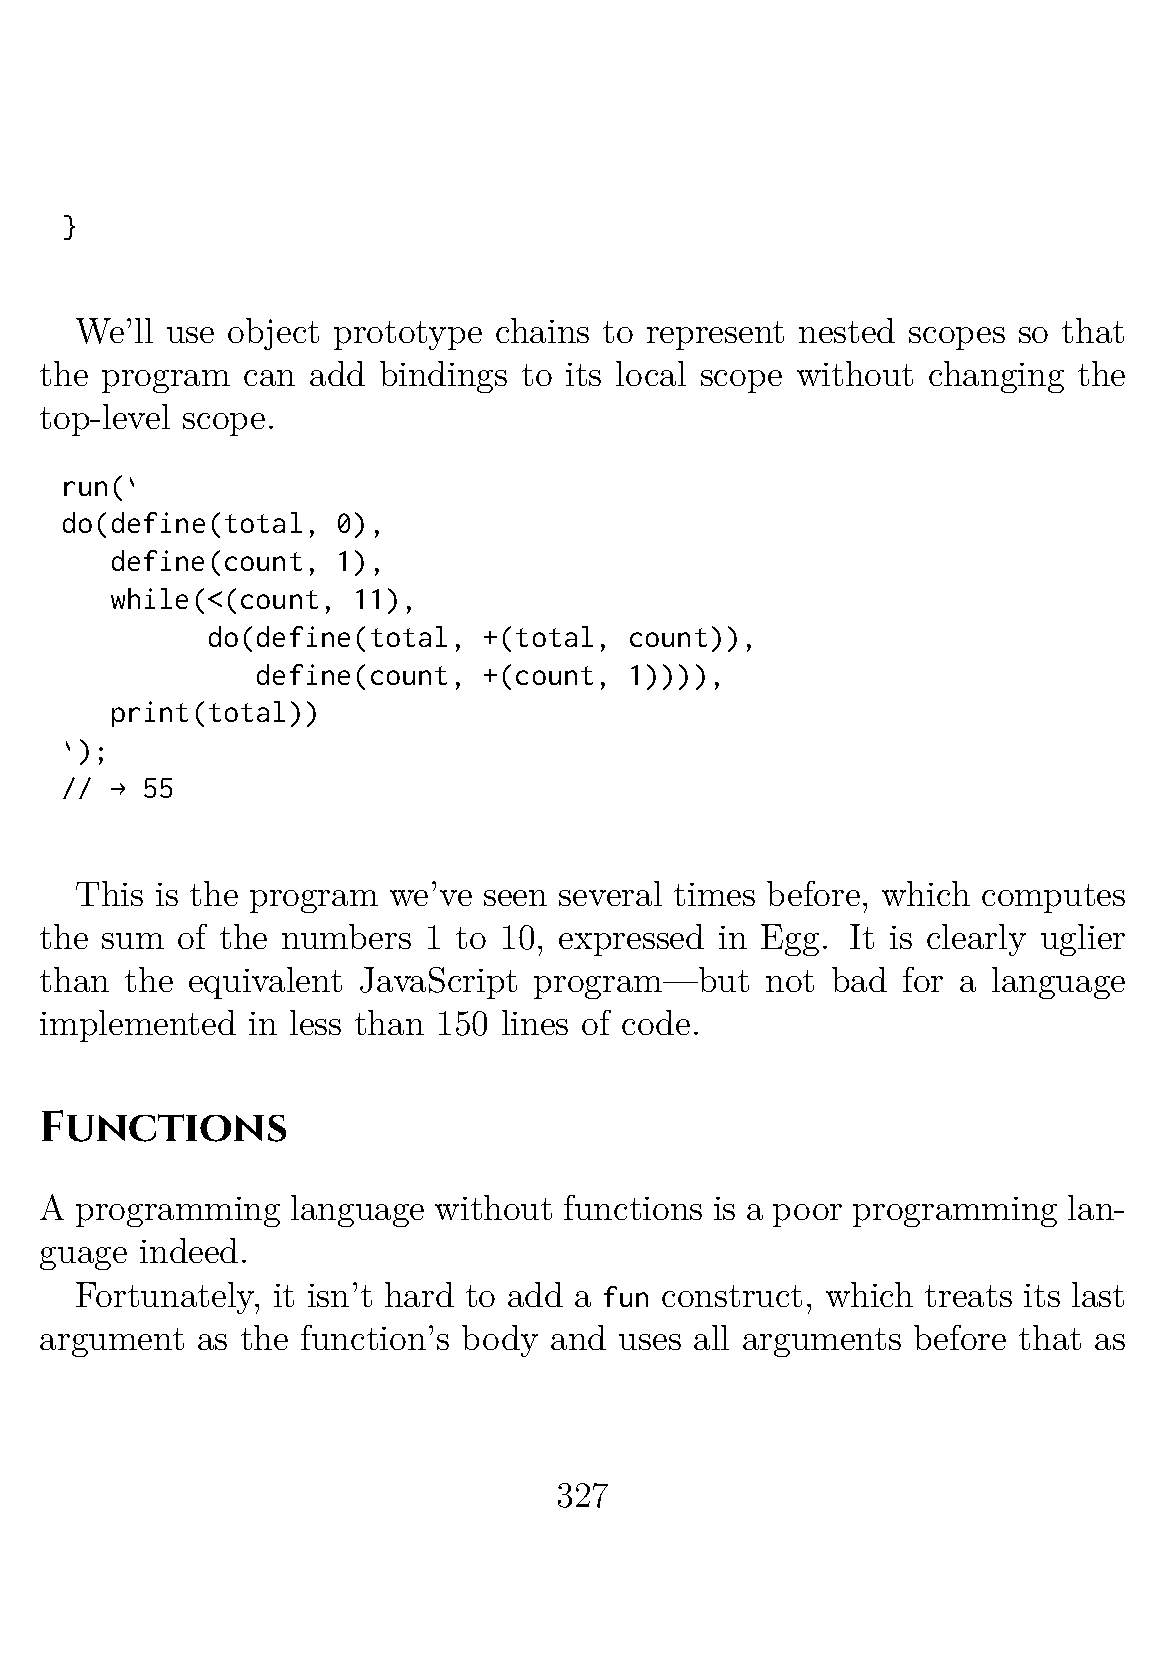 }
We’ll use object prototype chains to represent nested scopes so that
the program can add bindings to its local scope without changing the
top-level scope.
run(`
do(define(total, 0),
   define(count, 1),
   while(<(count, 11),
         do(define(total, +(total, count)),
            define(count, +(count, 1)))),
   print(total))
`);
// → 55
This is the program we’ve seen several times before, which computes
the sum of the numbers 1 to 10, expressed in Egg. It is clearly uglier
than the equivalent JavaScript program—but not bad for a language
implemented in less than 150 lines of code.
Functions
A programming language without functions is a poor programming lan-
guage indeed.
Fortunately, it isn’t hard to add a fun construct, which treats its last
argument as the function’s body and uses all arguments before that as
327